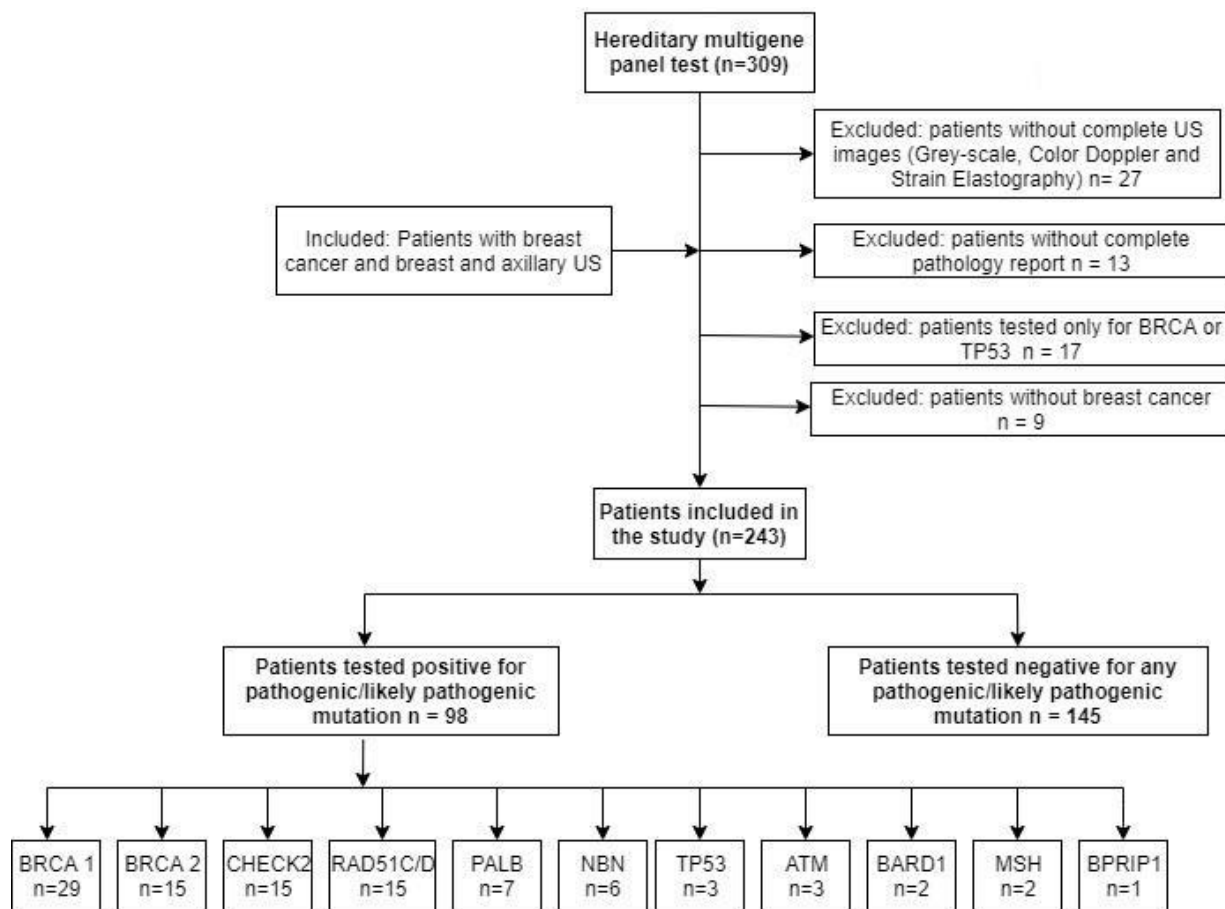 Hereditary multigene
panel test (n=309)
Excluded: patients without complete US
images (Grey-scale, Color Doppler and
Strain Elastography) n= 27
Included: Patients with breast
cancer and breast and axillary US
Excluded: patients without complete
pathology report n = 13
Excluded: patients tested only for BRCA or
TP53 n = 17
Excluded: patients without breast cancer
n = 9
Patients included in
the study (n=243)
Patients tested positive for
pathogenic/likely pathogenic
mutation n = 98
Patients tested negative for any
pathogenic/likely pathogenic
mutation n = 145
BRCA 1
n=29
BRCA 2
n=15
CHECK2
n=15
RAD51C/D
n=15
PALB
n=7
NBN
n=6
TP53
n=3
ATM
n=3
BARD1
n=2
MSH
n=2
BPRIP1
n=1